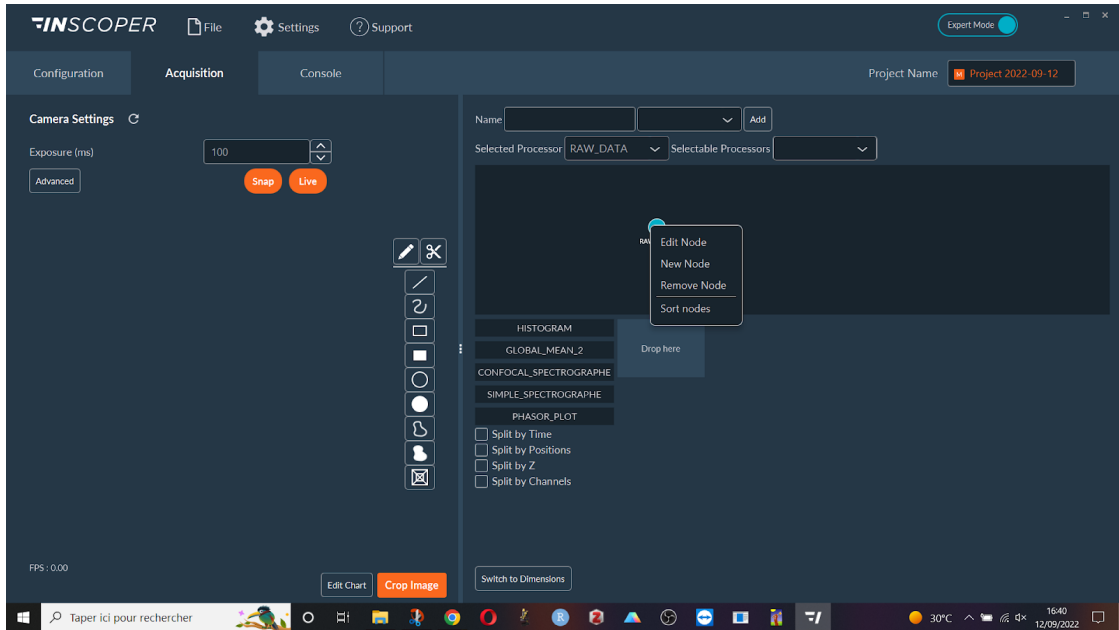 INSCOPER File Settings Support Expert Mode
Configuration Acquisition Console Project Name M Project 2022-09-12
Camera Settings
Exposure (ms) 100
Advanced Snap Live
Name Add
Selected Processor RAW_DATA Selectable Processors
RAW
Edit Node
New Node
Remove Node
Sort nodes
HISTOGRAM
GLOBAL_MEAN_2
CONFOCAL_SPECTROGRAPHE
SIMPLE_SPECTROGRAPHE
PHASOR_PLOT
Drop here
Split by Time
Split by Positions
Split by Z
Split by Channels
FPS : 0.00
Edit Chart Crop Image
Switch to Dimensions
Taper ici pour rechercher
30°C 16:40
12/09/2022